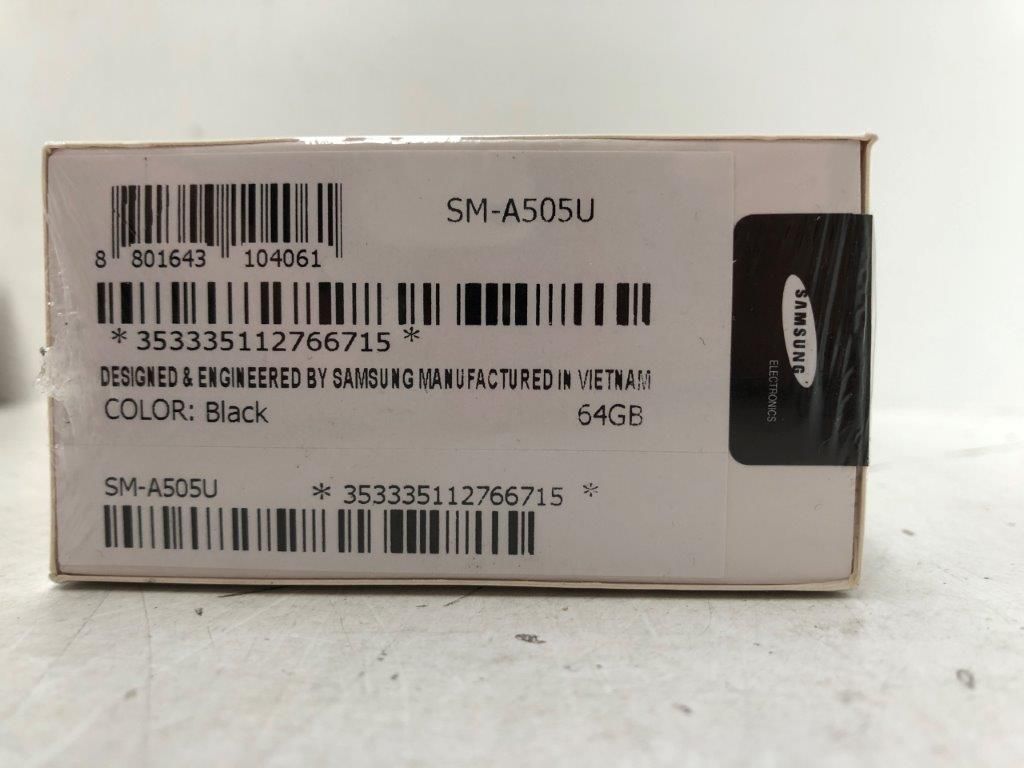 SM-A505U
8 801643 104061
* 353335112766715 *
DESIGNED & ENGINEERED BY SAMSUNG MANUFACTURED IN VIETNAM
COLOR: Black 64GB
SM-A505U * 353335112766715 *
SAMSUNG
ELECTRONICS